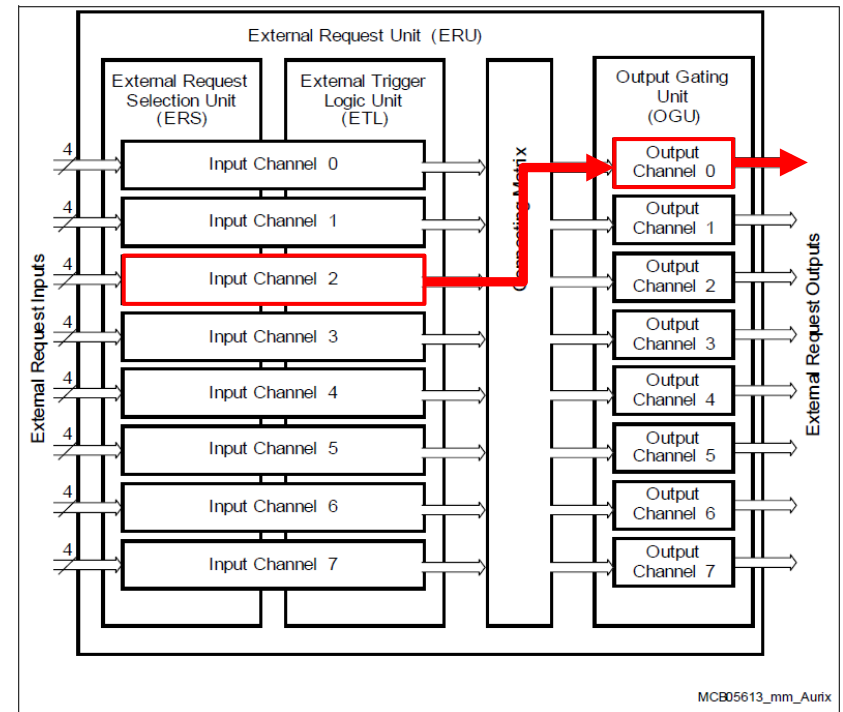 External Request Unit (ERU)
External Request
Selection Unit
(ERS)
External Trigger
Logic Unit
(ETL)
Output Gating
Unit
(OGU)
External Request Inputs
4
4
4
4
4
4
4
4
Input Channel 0
Input Channel 1
Input Channel 2
Input Channel 3
Input Channel 4
Input Channel 5
Input Channel 6
Input Channel 7
Connecting Matrix
Output
Channel 0
Output
Channel 1
Output
Channel 2
Output
Channel 3
Output
Channel 4
Output
Channel 5
Output
Channel 6
Output
Channel 7
External Request Outputs
MCB05613_mm_Aurix